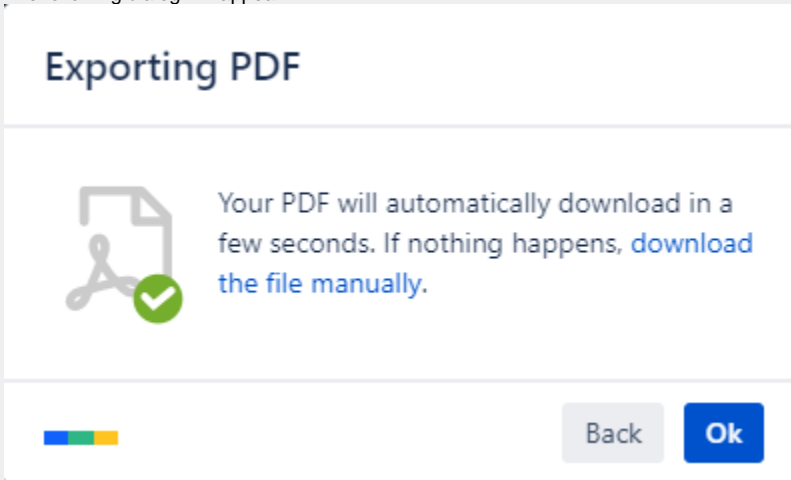 Exporting PDF
Your PDF will automatically download in a
few seconds. If nothing happens, download
the file manually.
Back
Ok